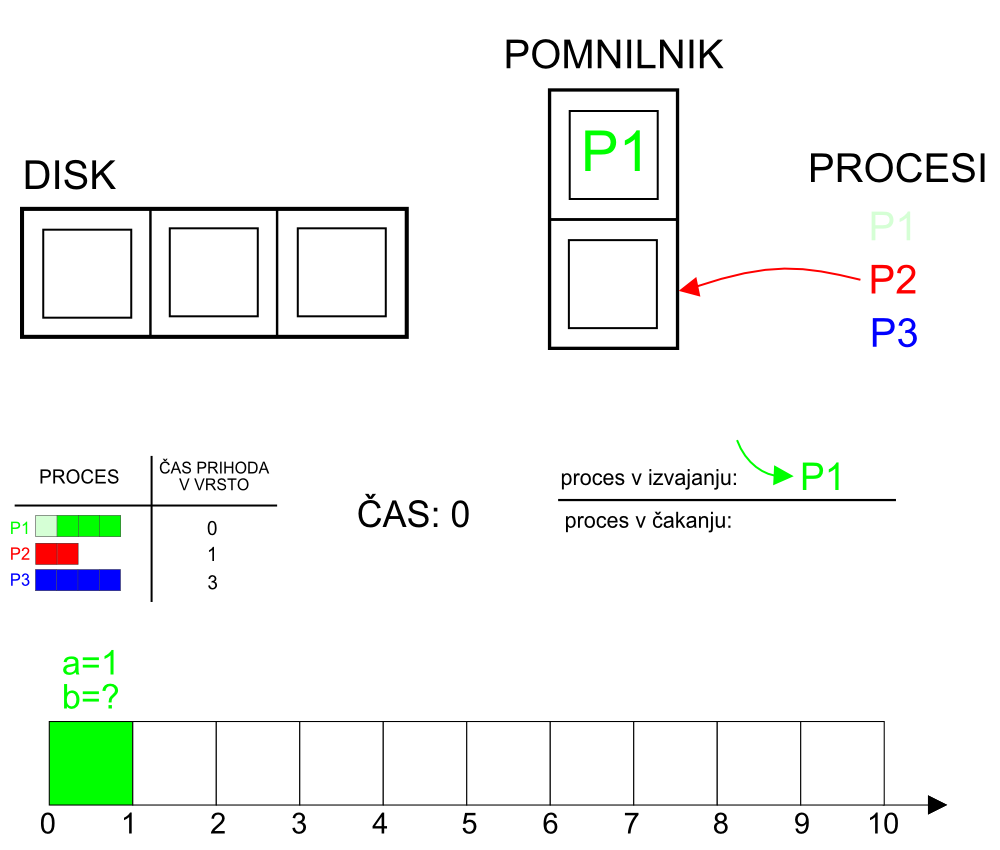 POMNILNIK
P1
DISK
PROCESI
P1
P2
P3
PROCES
ČAS PRIHODA
V VRSTO
P1 0
P2 1
P3 3
ČAS: 0
proces v izvajanju: P1
proces v čakanju:
a=1
b=?
0 1 2 3 4 5 6 7 8 9 10